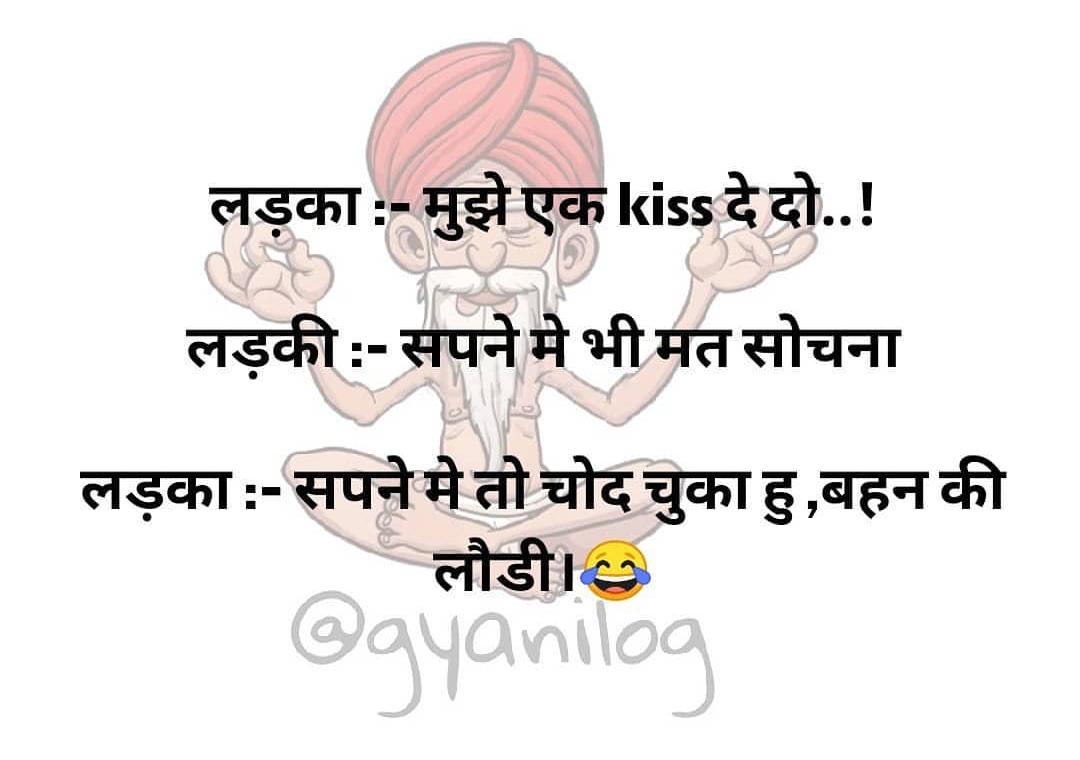 लड़का :- मुझे एक kiss दे दो..!
लड़की :- सपने मे भी मत सोचना
लड़का :- सपने मे तो चोद चुका हु ,बहन की
लौडी।😂
@gyanilog